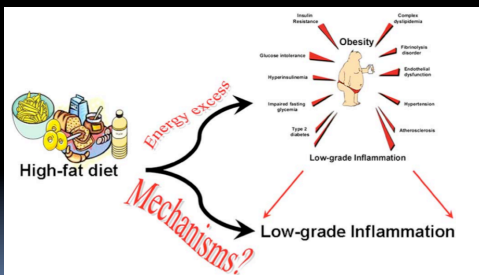 Insulin
Resistance
Complex
dyslipidemia
Obesity
Glucose intolerance
Fibrinolysis
disorder
Hyperinsulinemia
Endothelial
dysfunction
Impaired feeling
glycemia
Hypertension
Type 2
diabetes
Atherosclerosis
Low-grade Inflammation
Energy excess
High-fat diet
Mechanisms?
Low-grade Inflammation